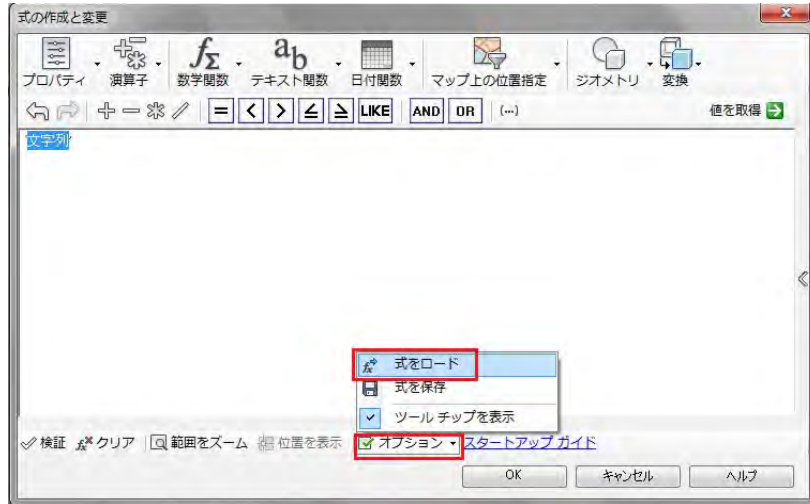 式の作成と変更
プロパティ 演算子 数学関数 テキスト関数 日付関数 マップ上の位置指定 ジオメトリ 変換
= < > ≤ ≥ LIKE AND OR (...) 値を取得
'文字列'
式をロード
式を保存
ツール チップを表示
検証 クリア 範囲をズーム 位置を表示 オプション スタートアップ ガイド
OK キャンセル ヘルプ